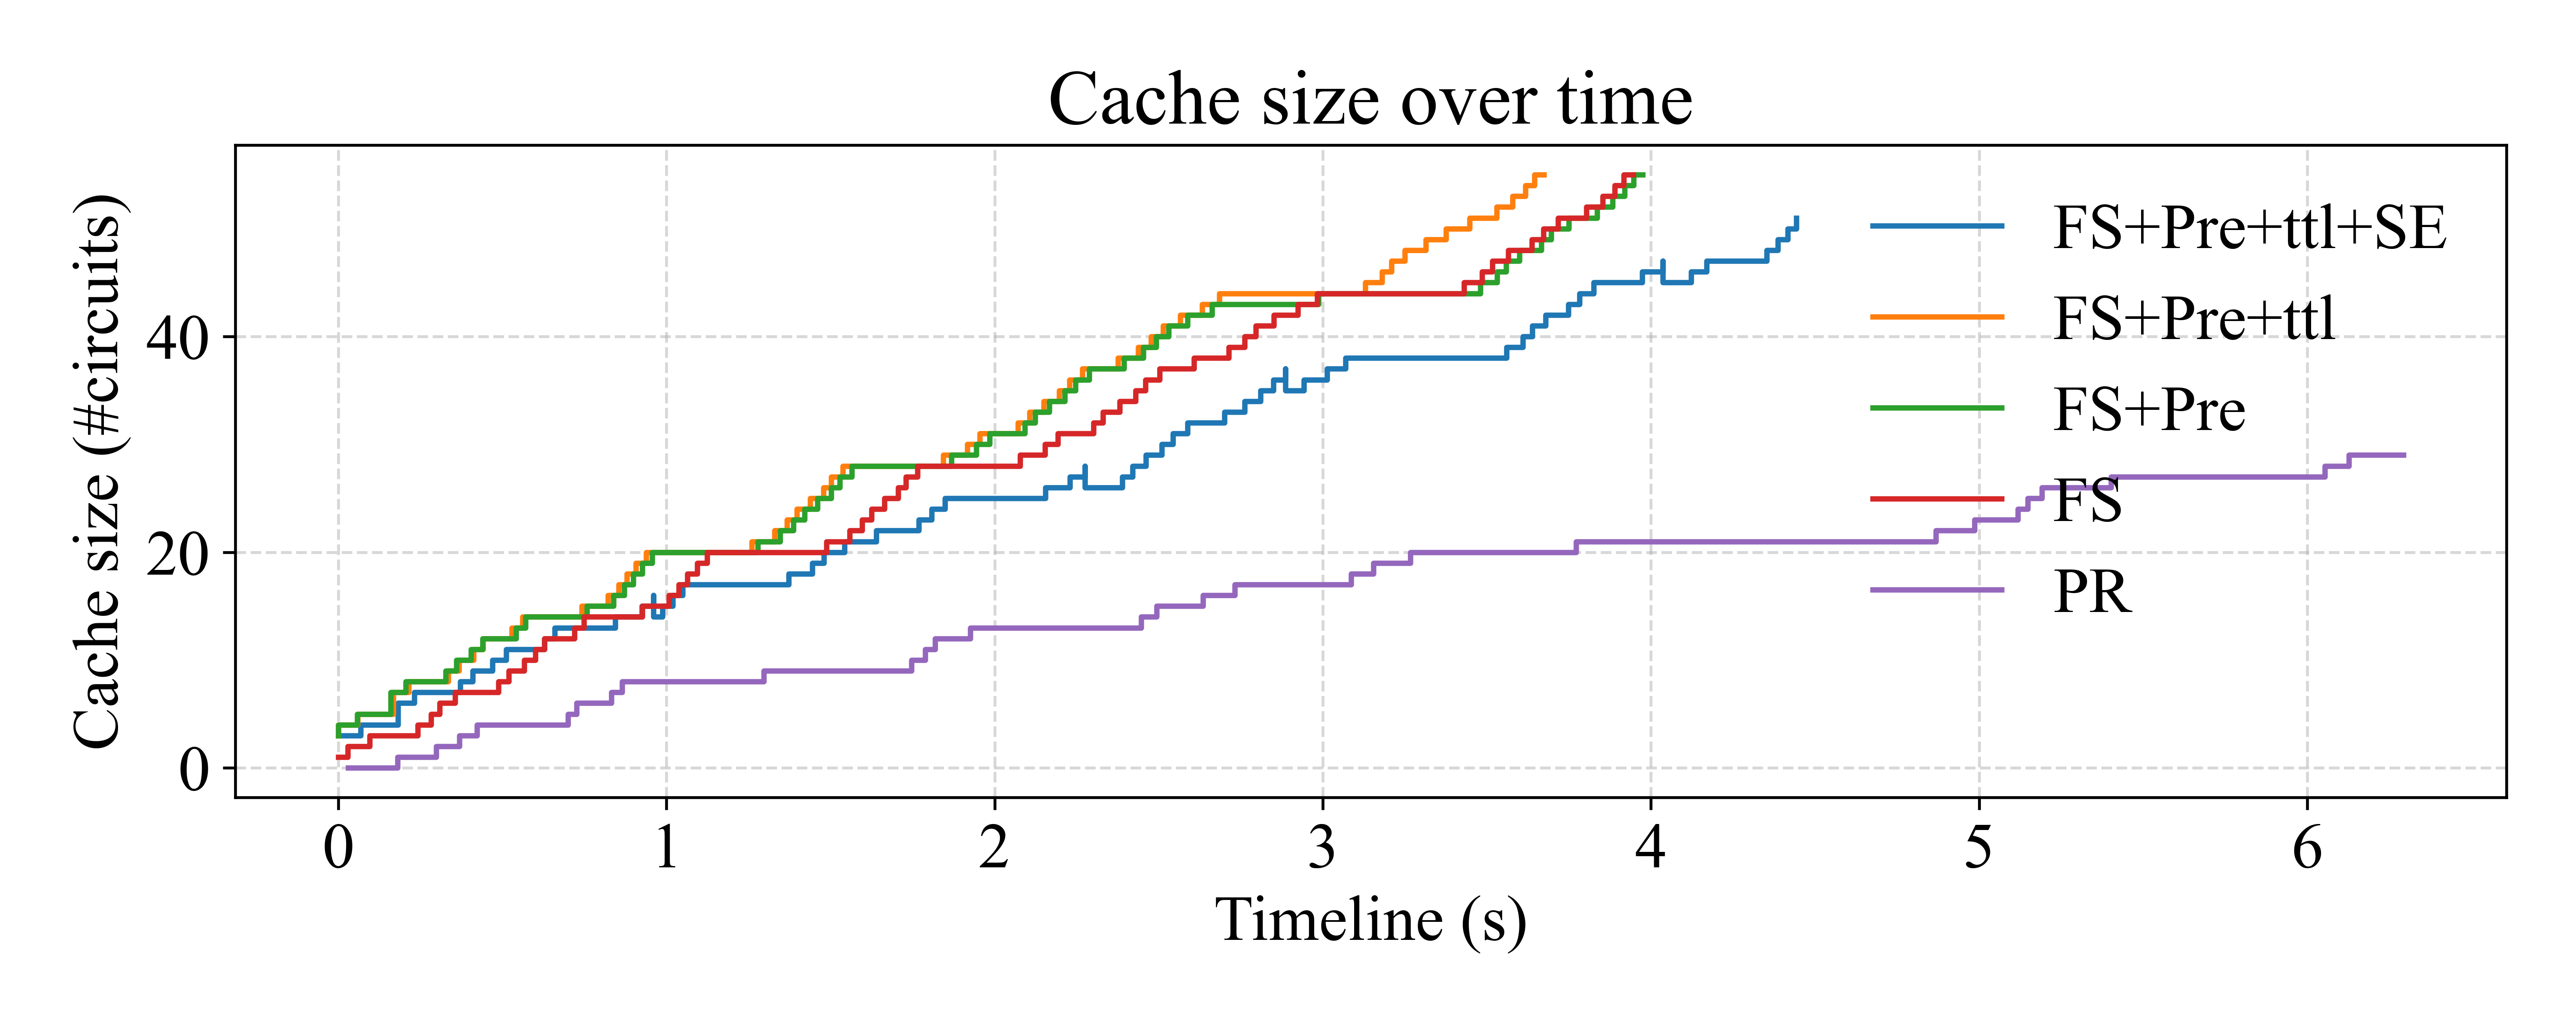 Cache size over time
Cache size (#circuits)
40
20
0
FS+Pre+ttl+SE
FS+Pre+ttl
FS+Pre
FS
PR
0 1 2 3 4 5 6
Timeline (s)